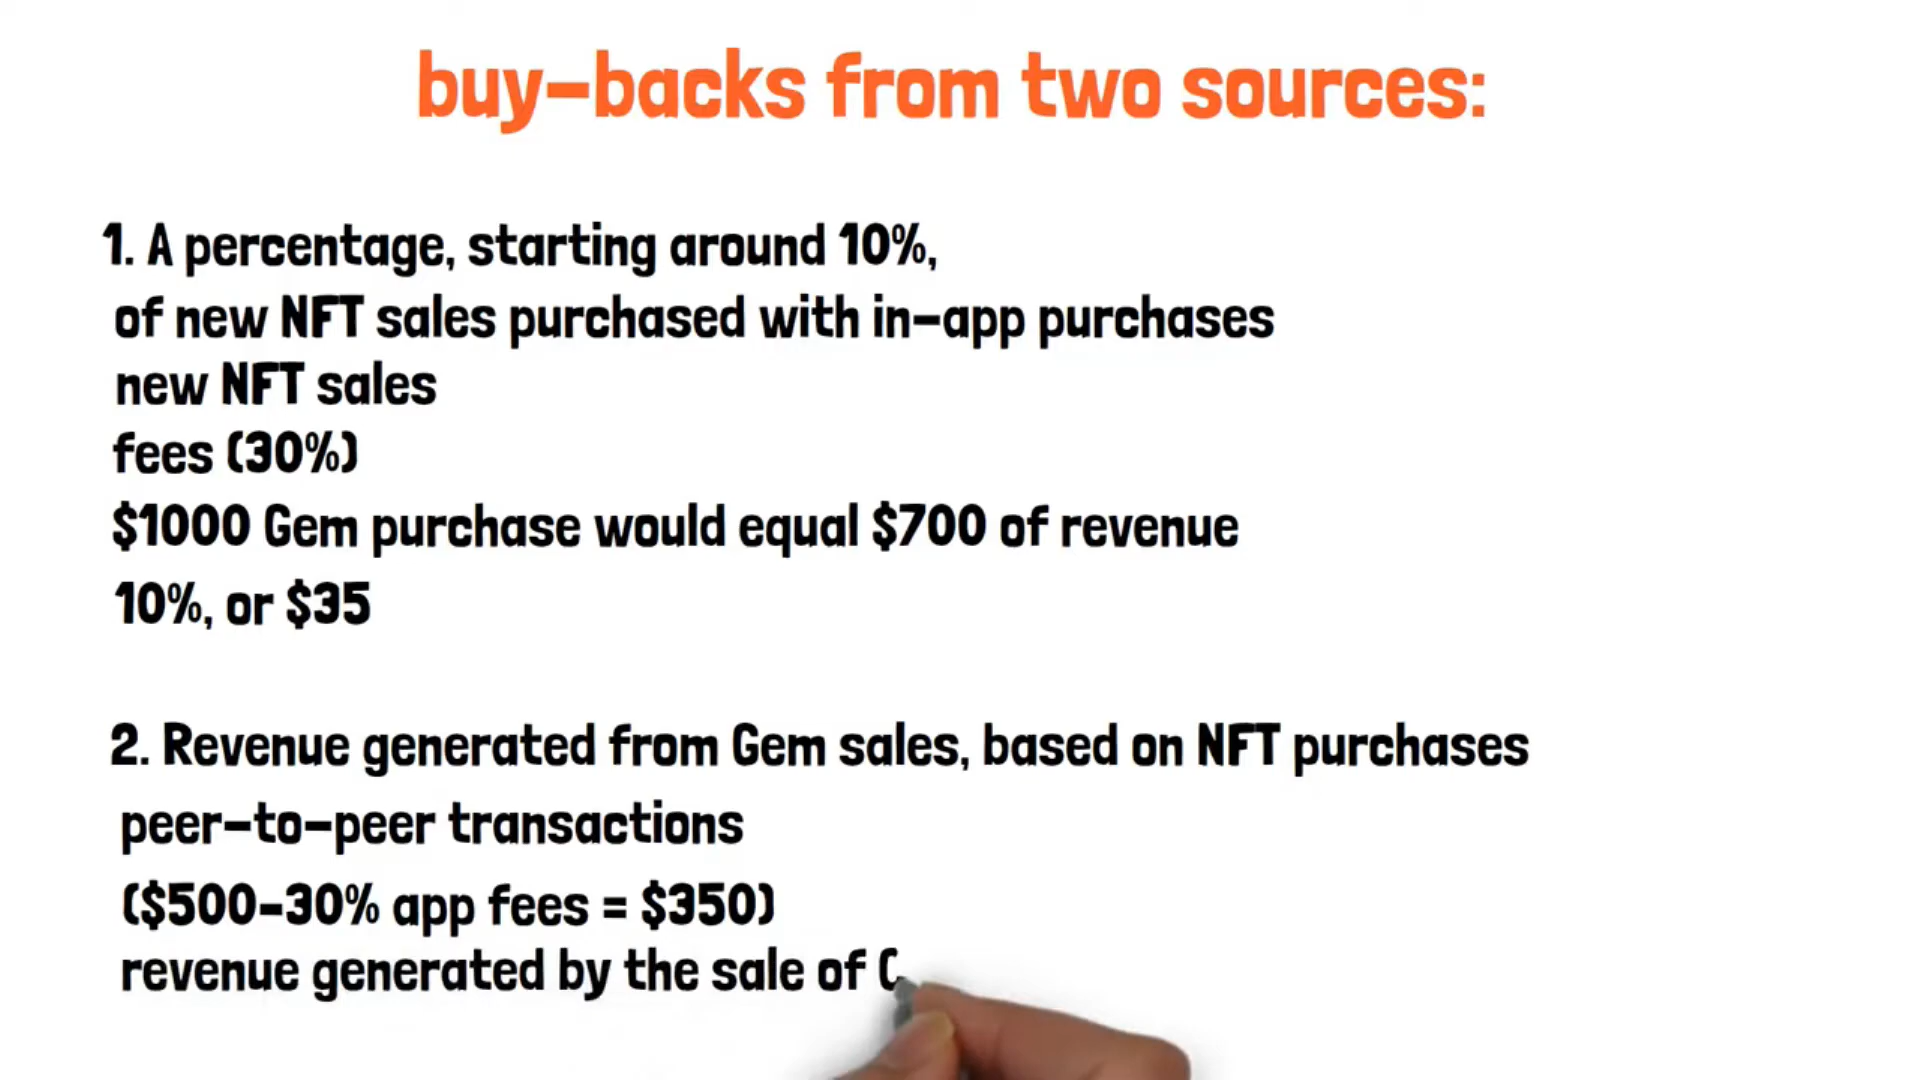 buy-backs from two sources:
1. A percentage, starting around 10%,
of new NFT sales purchased with in-app purchases
new NFT sales
fees (30%)
$1000 Gem purchase would equal $700 of revenue
10%, or $35
2. Revenue generated from Gem sales, based on NFT purchases
peer-to-peer transactions
($500-30% app fees = $350)
revenue generated by the sale of